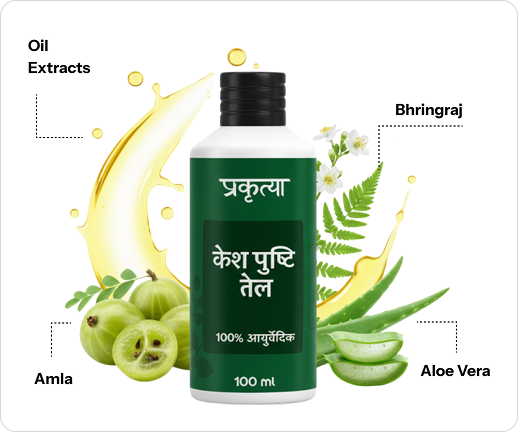 Oil
Extracts
Bhringraj
प्रकृत्या
केश पुष्टि
तेल
100% आयुर्वेदिक
100 ml
Amla
Aloe Vera